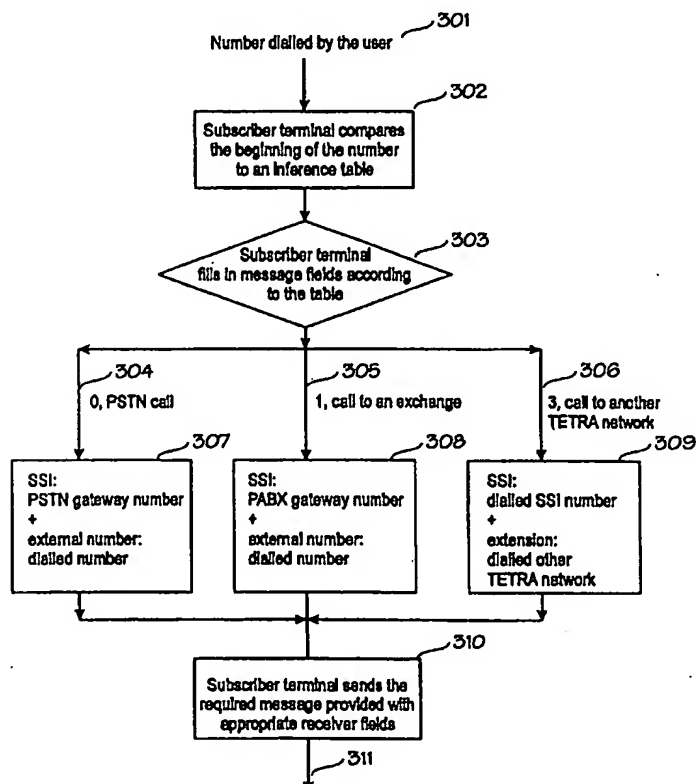 301
Number dialled by the user
302
Subscriber terminal compares
the beginning of the number
to an inference table
303
Subscriber terminal
fills in message fields according
to the table
304
0, PSTN call
305
1, call to an exchange
306
3, call to another
TETRA network
307
SSI:
PSTN gateway number
+
external number:
dialled number
308
SSI:
PABX gateway number
+
external number:
dialled number
309
SSI:
dialled SSI number
+
extension:
dialled other
TETRA network
310
Subscriber terminal sends the
required message provided with
appropriate receiver fields
311